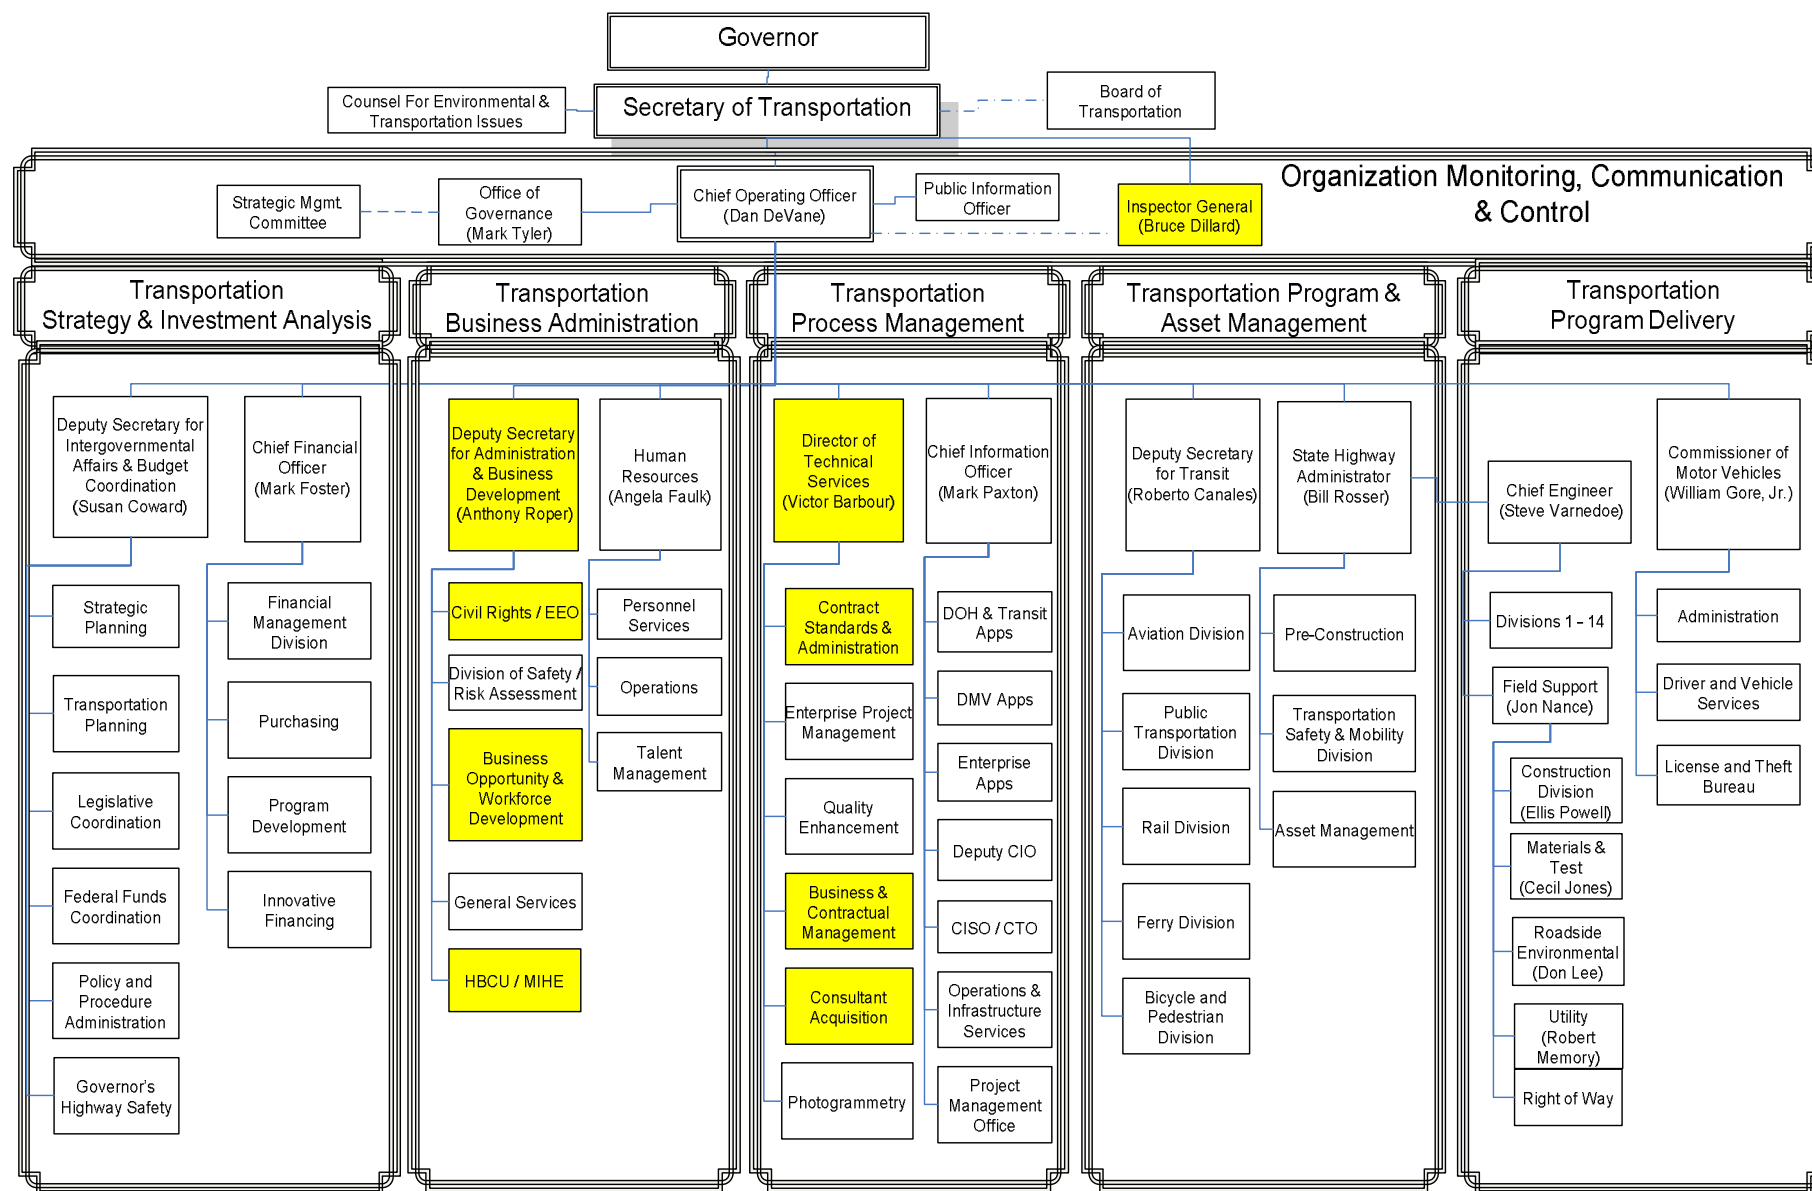 Governor
Counsel For Environmental &
Transportation Issues
Secretary of Transportation
Board of
Transportation
Organization Monitoring, Communication
& Control
Strategic Mgmt.
Committee
Office of
Governance
(Mark Tyler)
Chief Operating Officer
(Dan DeVane)
Public Information
Officer
Inspector General
(Bruce Dillard)
Transportation
Strategy & Investment Analysis
Transportation
Business Administration
Transportation
Process Management
Transportation Program &
Asset Management
Transportation
Program Delivery
Deputy Secretary for
Intergovernmental
Affairs & Budget
Coordination
(Susan Coward)
Strategic
Planning
Transportation
Planning
Legislative
Coordination
Federal Funds
Coordination
Policy and
Procedure
Administration
Governor's
Highway Safety
Chief Financial
Officer
(Mark Foster)
Financial
Management
Division
Purchasing
Program
Development
Innovative
Financing
Deputy Secretary
for Administration
& Business
Development
(Anthony Roper)
Civil Rights / EEO
Division of Safety /
Risk Assessment
Business
Opportunity &
Workforce
Development
General Services
HBCU / MIHE
Human
Resources
(Angela Faulk)
Personnel
Services
Operations
Talent
Management
Director of
Technical
Services
(Victor Barbour)
Contract
Standards &
Administration
Enterprise Project
Management
Quality
Enhancement
Business &
Contractual
Management
Consultant
Acquisition
Photogrammetry
Chief Information
Officer
(Mark Paxton)
DOH & Transit
Apps
DMV Apps
Enterprise
Apps
Deputy CIO
CISO / CTO
Operations &
Infrastructure
Services
Project
Management
Office
Deputy Secretary
for Transit
(Roberto Canales)
Aviation Division
Public
Transportation
Division
Rail Division
Ferry Division
Bicycle and
Pedestrian
Division
State Highway
Administrator
(Bill Rosser)
Pre-Construction
Transportation
Safety & Mobility
Division
Asset Management
Chief Engineer
(Steve Varnedoe)
Divisions 1 – 14
Field Support
(Jon Nance)
Construction
Division
(Ellis Powell)
Materials &
Test
(Cecil Jones)
Roadside
Environmental
(Don Lee)
Utility
(Robert
Memory)
Right of Way
Commissioner of
Motor Vehicles
(William Gore, Jr.)
Administration
Driver and Vehicle
Services
License and Theft
Bureau